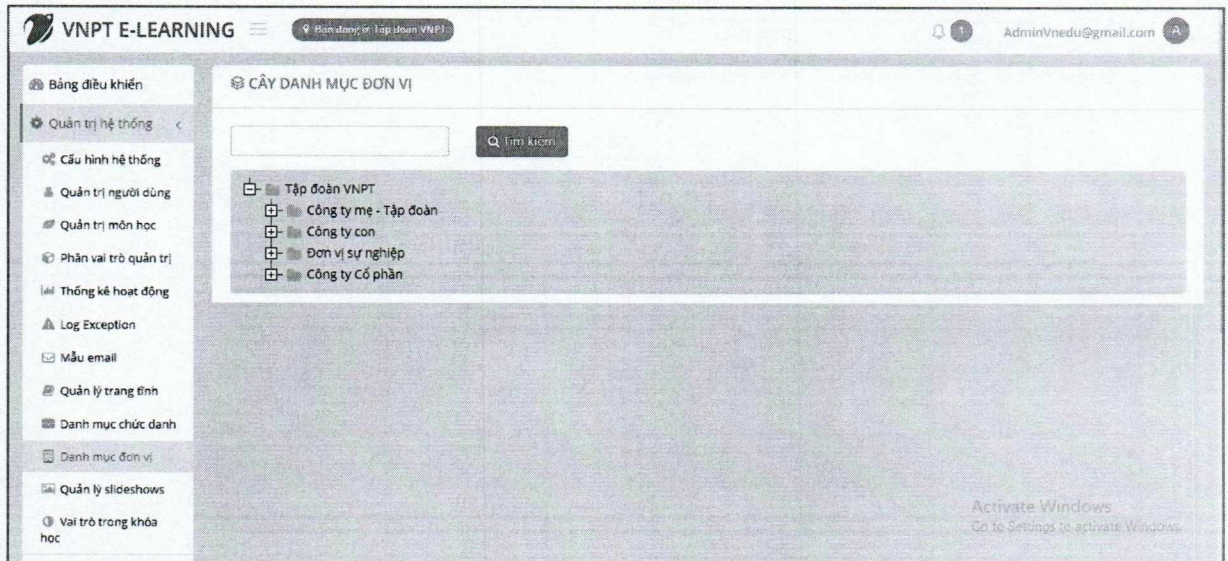 VNPT E-LEARNING
Bạn đang ở: Tập đoàn VNPT
1
AdminVnedu@gmail.com
A
Bảng điều khiển
Quản trị hệ thống
Cấu hình hệ thống
Quản trị người dùng
Quản trị môn học
Phân vai trò quản trị
Thống kê hoạt động
Log Exception
Mẫu email
Quản lý trang tĩnh
Danh mục chức danh
Danh mục đơn vị
Quản lý slideshows
Vai trò trong khóa
học
CÂY DANH MỤC ĐƠN VỊ
Tìm kiếm
Tập đoàn VNPT
Công ty mẹ - Tập đoàn
Công ty con
Đơn vị sự nghiệp
Công ty Cổ phần
Activate Windows
Go to Settings to activate Windows.